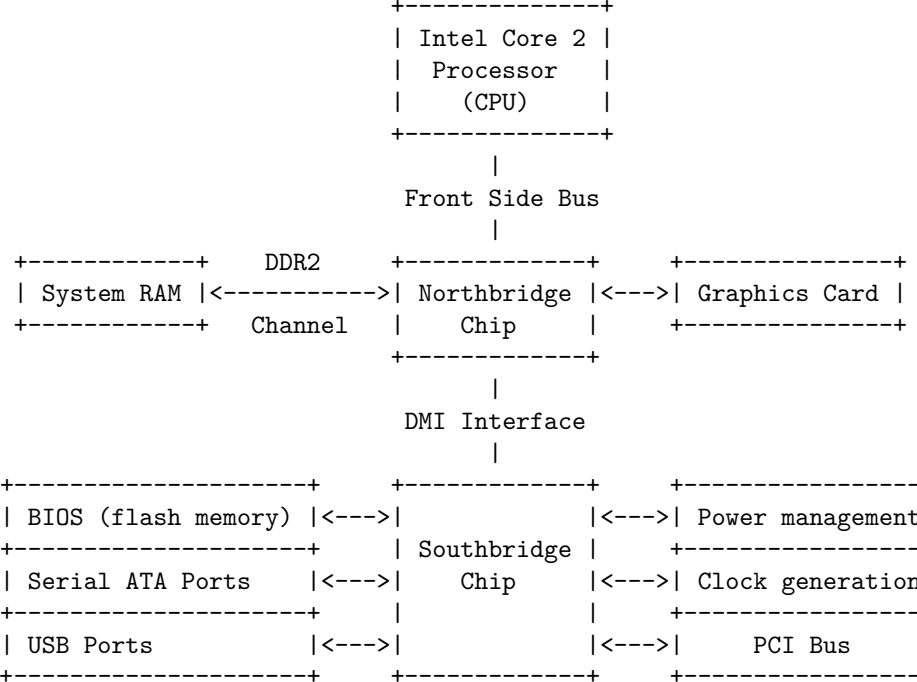 Intel Core 2
Processor
(CPU)
Front Side Bus
DDR2
System RAM Northbridge Graphics Card
Channel Chip
DMI Interface
BIOS (flash memory) Power management
Southbridge
Serial ATA Ports Chip Clock generation
USB Ports PCI Bus